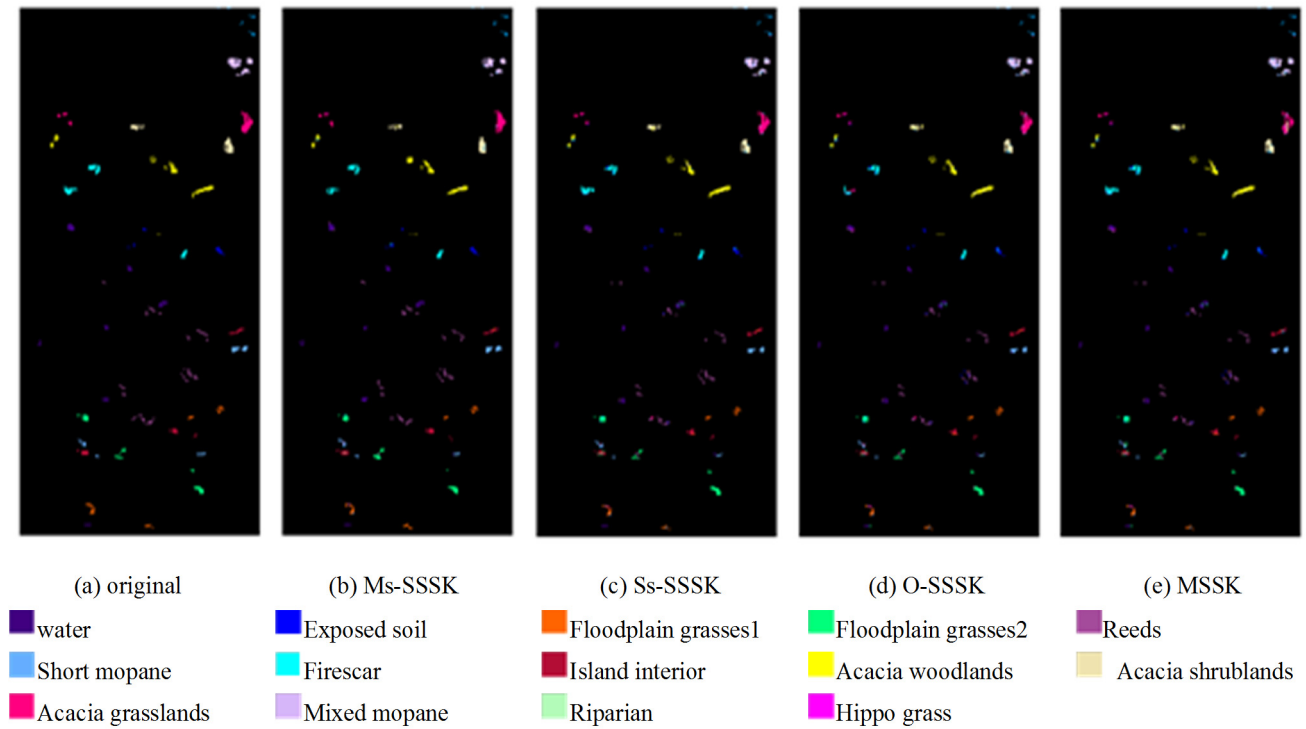 (a) original (b) Ms-SSSK (c) Ss-SSSK (d) O-SSSK (e) MSSK
water Exposed soil Floodplain grasses1 Floodplain grasses2 Reeds
Short mopane Firescar Island interior Acacia woodlands Acacia shrublands
Acacia grasslands Mixed mopane Riparian Hippo grass